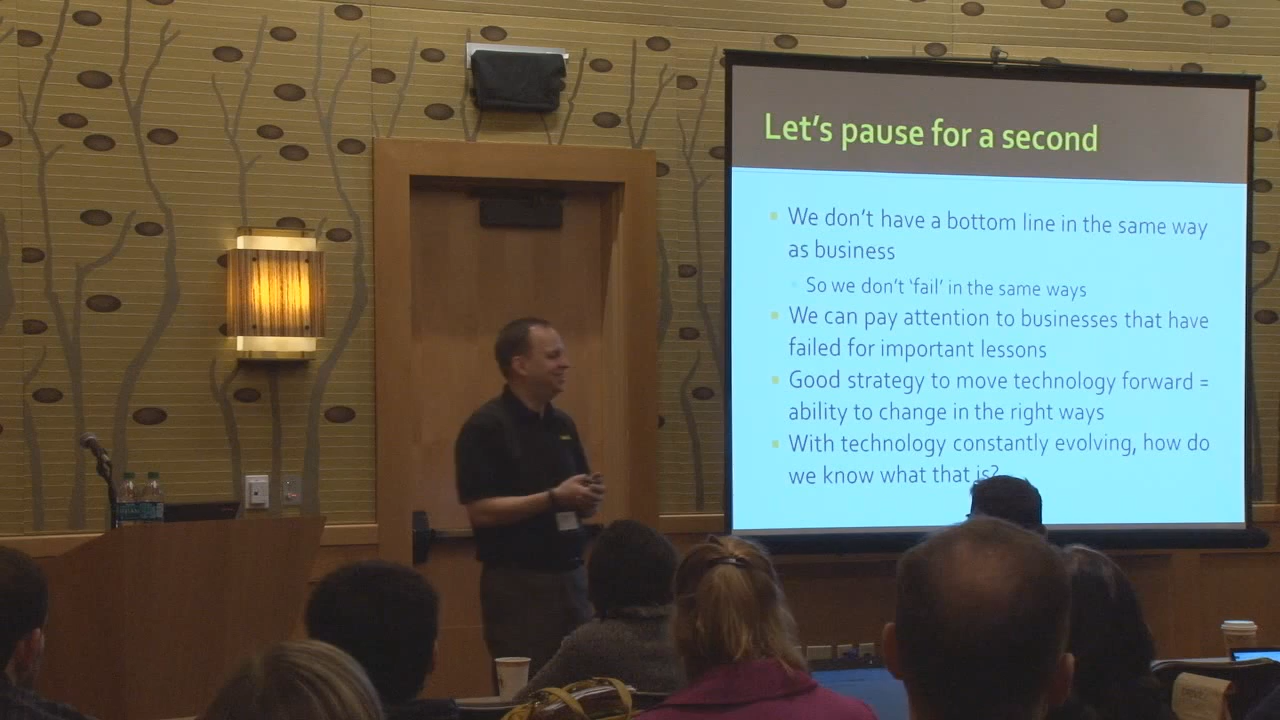 Let's pause for a second
We don't have a bottom line in the same way
as business
So we don't 'fail' in the same ways
We can pay attention to businesses that have
failed for important lessons
Good strategy to move technology forward =
ability to change in the right ways
With technology constantly evolving, how do
we know what that is?